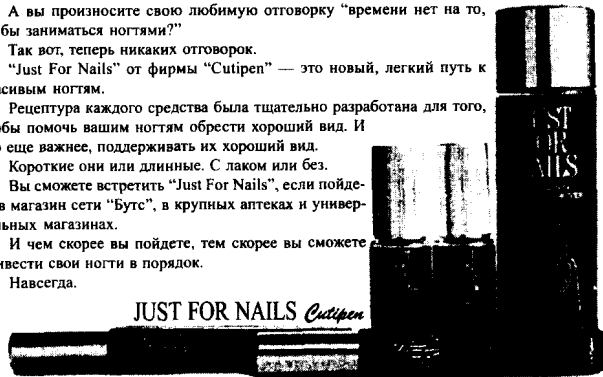 А вы произносите свою любимую отговорку “времени нет на то,
бы заниматься ногтями?”
Так вот, теперь никаких отговорок.
“Just For Nails” от фирмы “Cutipen” — это новый, легкий путь к
сивым ногтям.
Рецептура каждого средства была тщательно разработана для того,
бы помочь вашим ногтям обрести хороший вид. И
о еще важнее, поддерживать их хороший вид.
Короткие они или длинные. С лаком или без.
Вы сможете встретить “Just For Nails”, если пойде-
в магазин сети “Бутс”, в крупных аптеках и универ-
льных магазинах.
И чем скорее вы пойдете, тем скорее вы сможете
ивести свои ногти в порядок.
Навсегда.
JUST FOR NAILS Cutipen
UST
FOR
NAILS